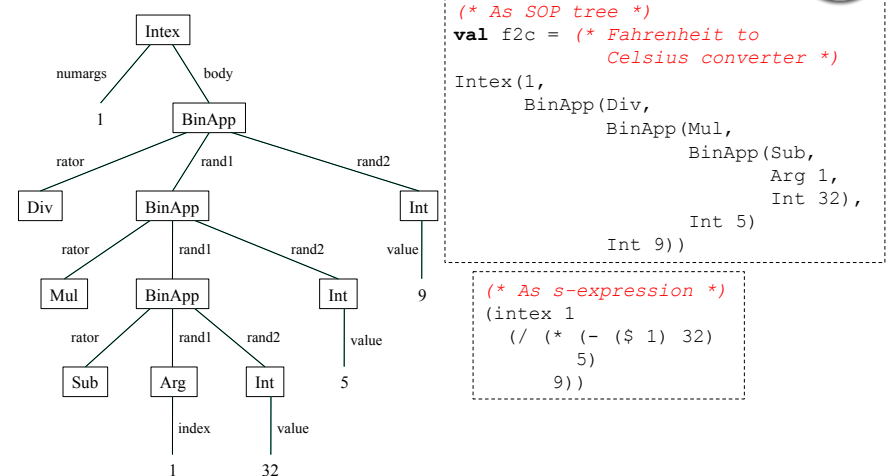 Intex
numargs
body
1
BinApp
rator
rand1
rand2
Div
BinApp
Int
rator
rand1
rand2
value
Mul
BinApp
Int
9
rator
rand1
rand2
value
Sub
Arg
Int
5
index
value
1
32
(* As SOP tree *)
val f2c = (* Fahrenheit to
Celsius converter *)
Intex(1,
BinApp(Div,
BinApp(Mul,
BinApp(Sub,
Arg 1,
Int 32),
Int 5)
Int 9))
(* As s-expression *)
(intex 1
(/ (* (- ($ 1) 32)
5)
9))